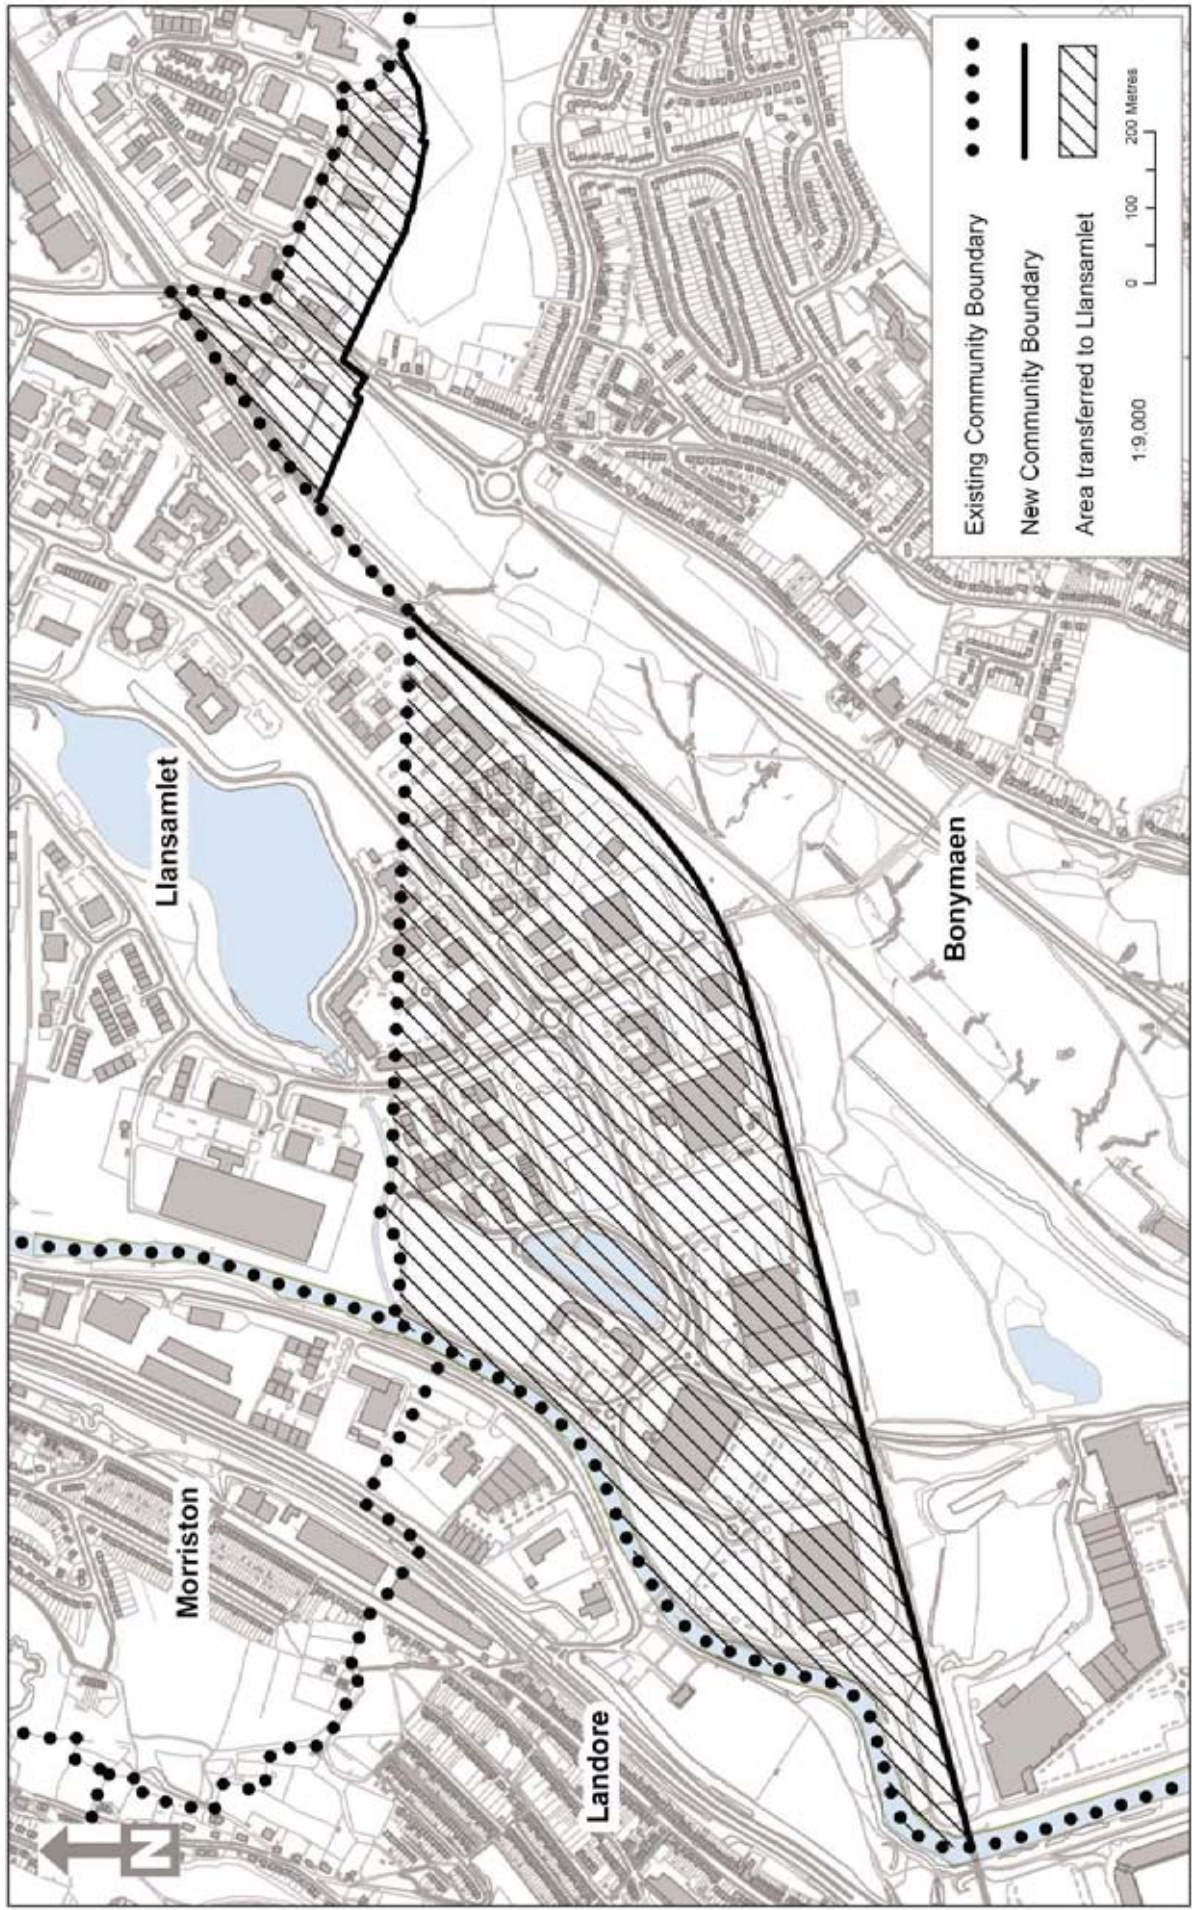 Llansamlet
Morriston
Bonymaen
Landore
N
Existing Community Boundary
New Community Boundary
Area transferred to Llansamlet
1:9,000
0 100 200 Metres